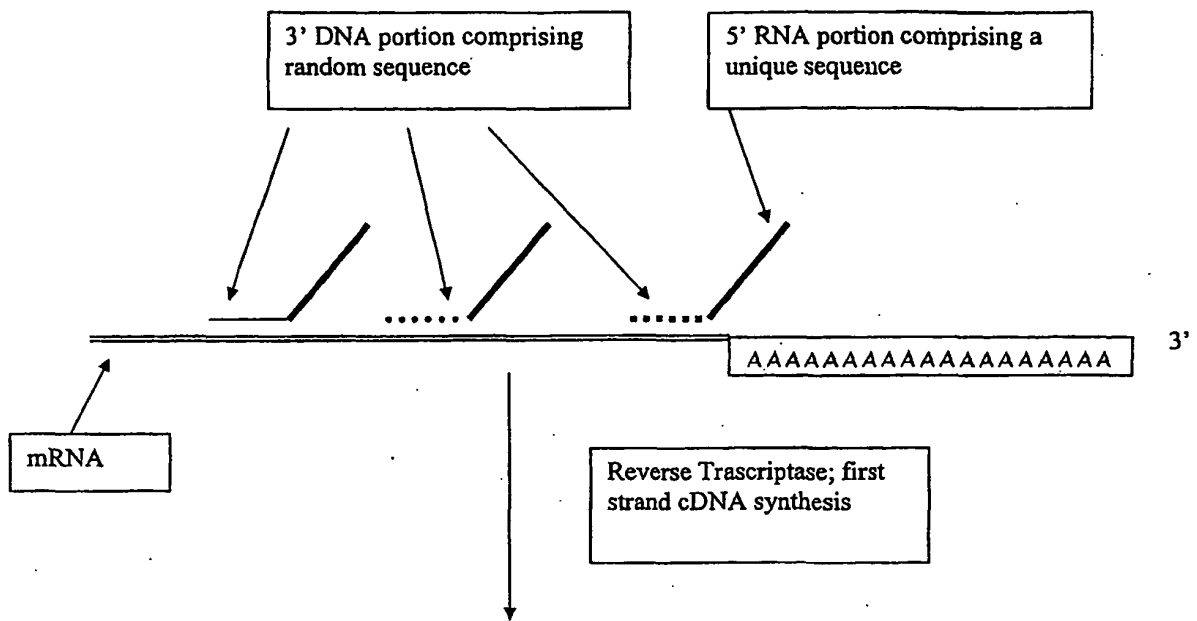 3' DNA portion comprising
random sequence
5' RNA portion comprising a
unique sequence
3'
AAAAAAAAAAAAAAAAAAA
mRNA
Reverse Trascriptase; first
strand cDNA synthesis